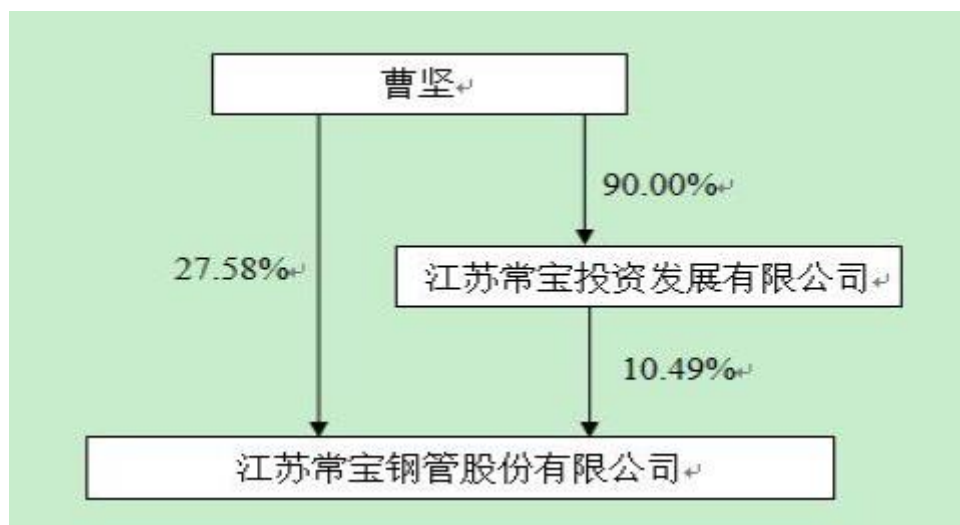 曹坚
90.00%
27.58%
江苏常宝投资发展有限公司
10.49%
江苏常宝钢管股份有限公司